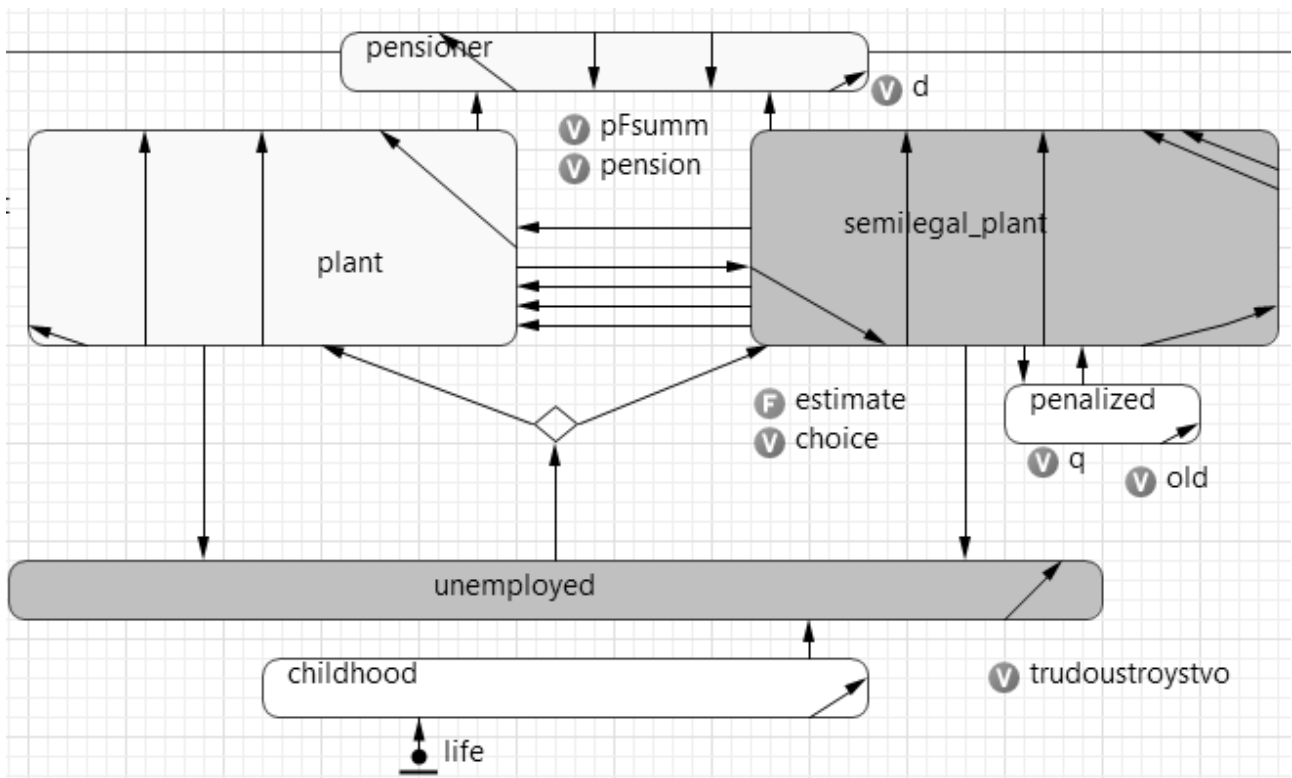 pensioner
V d
V pFsumm
V pension
semilegal_plant
plant
F estimate
V choice
penalized
V q
V old
unemployed
childhood
V trudoustroystvo
life